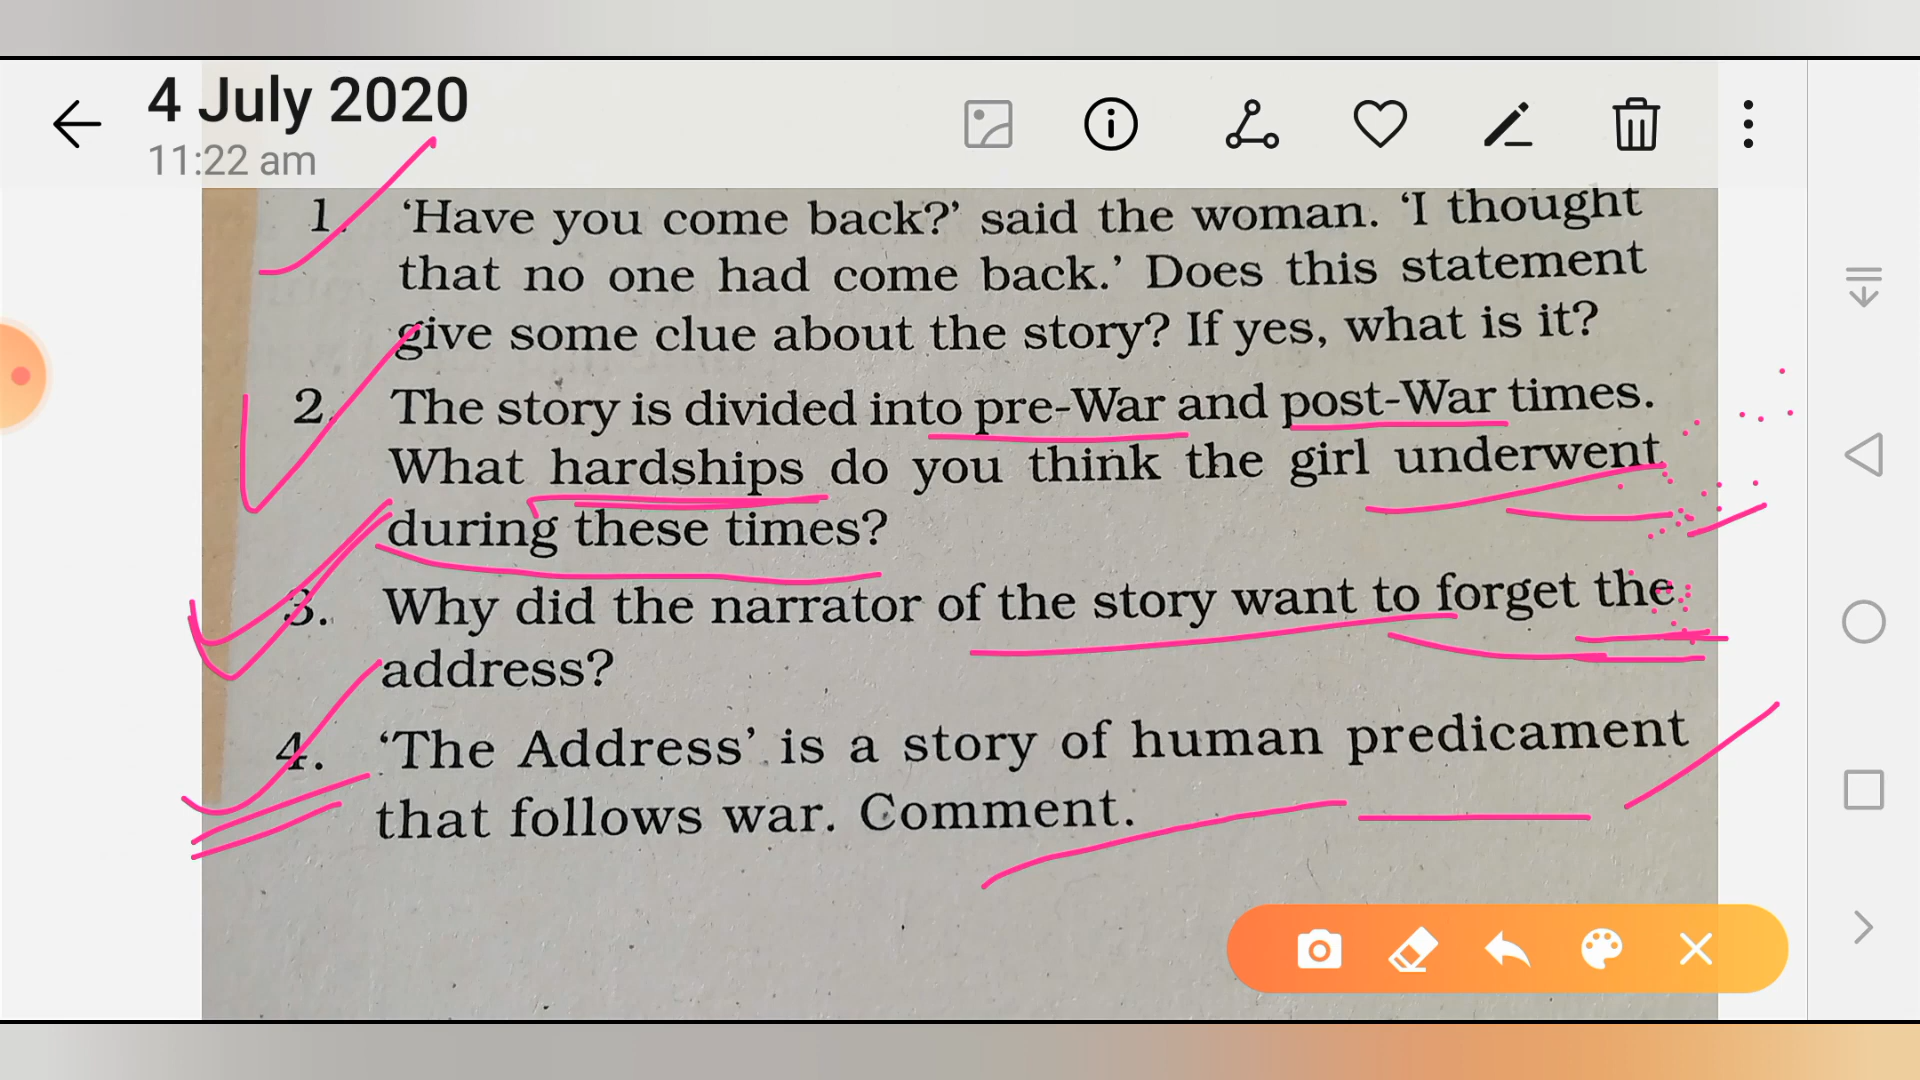 4 July 2020
11:22 am
1. ‘Have you come back?’ said the woman. ‘I thought
that no one had come back.’ Does this statement
give some clue about the story? If yes, what is it?
2. The story is divided into pre-War and post-War times.
What hardships do you think the girl underwent
during these times?
3. Why did the narrator of the story want to forget the
address?
4. ‘The Address’ is a story of human predicament
that follows war. Comment.